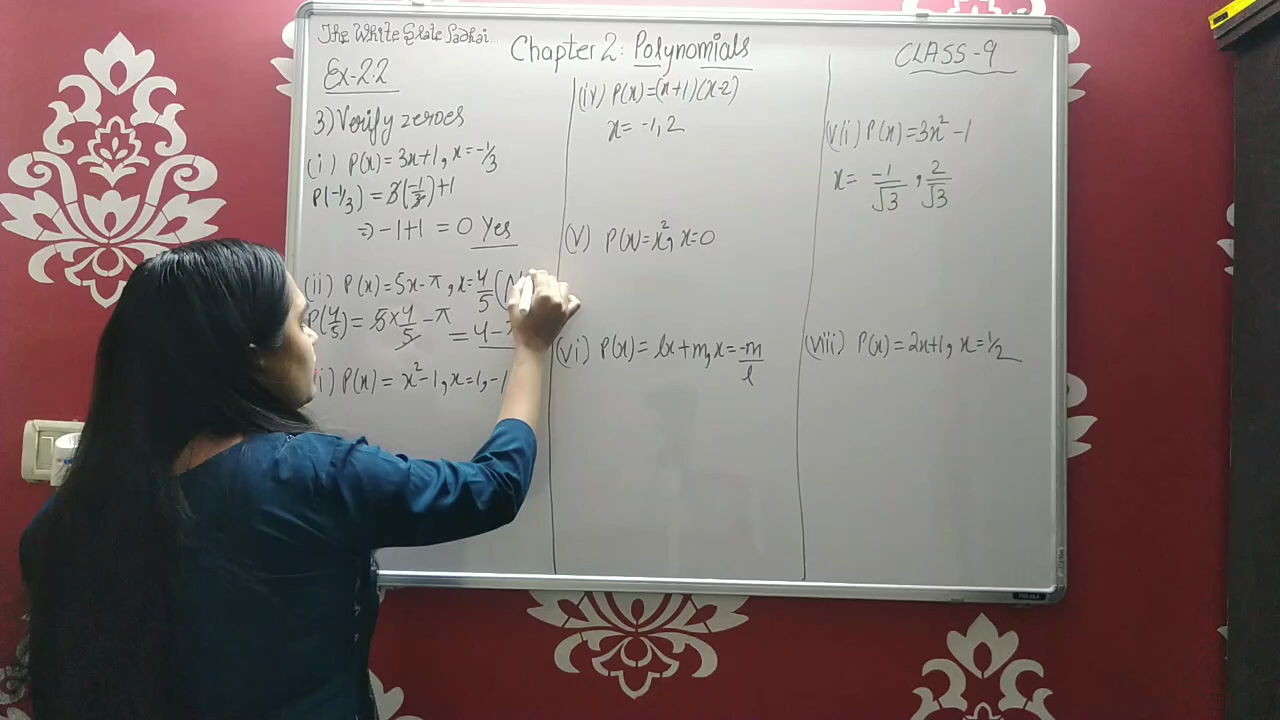 The White Slate Padhai
Chapter 2: Polynomials
CLASS-9
Ex-2.2
3) Verify zeroes
(i) P(x) = 3x+1, x = -1/3
P(-1/3) = 3(-1/3)+1
⇒ -1+1 = 0 Yes
(ii) P(x) = 5x-π, x = 4/5 (N
P(4/5) = 5×4/5 - π = 4-
i) P(x) = x²-1, x=1, -1
(iv) P(x) = (x+1)(x-2)
x = -1, 2
(v) P(x) = x², x=0
(vi) P(x) = lx+m, x = -m/l
v(ii) P(x) = 3x²-1
x = -1/√3, 2/√3
(viii) P(x) = 2x+1, x = 1/2